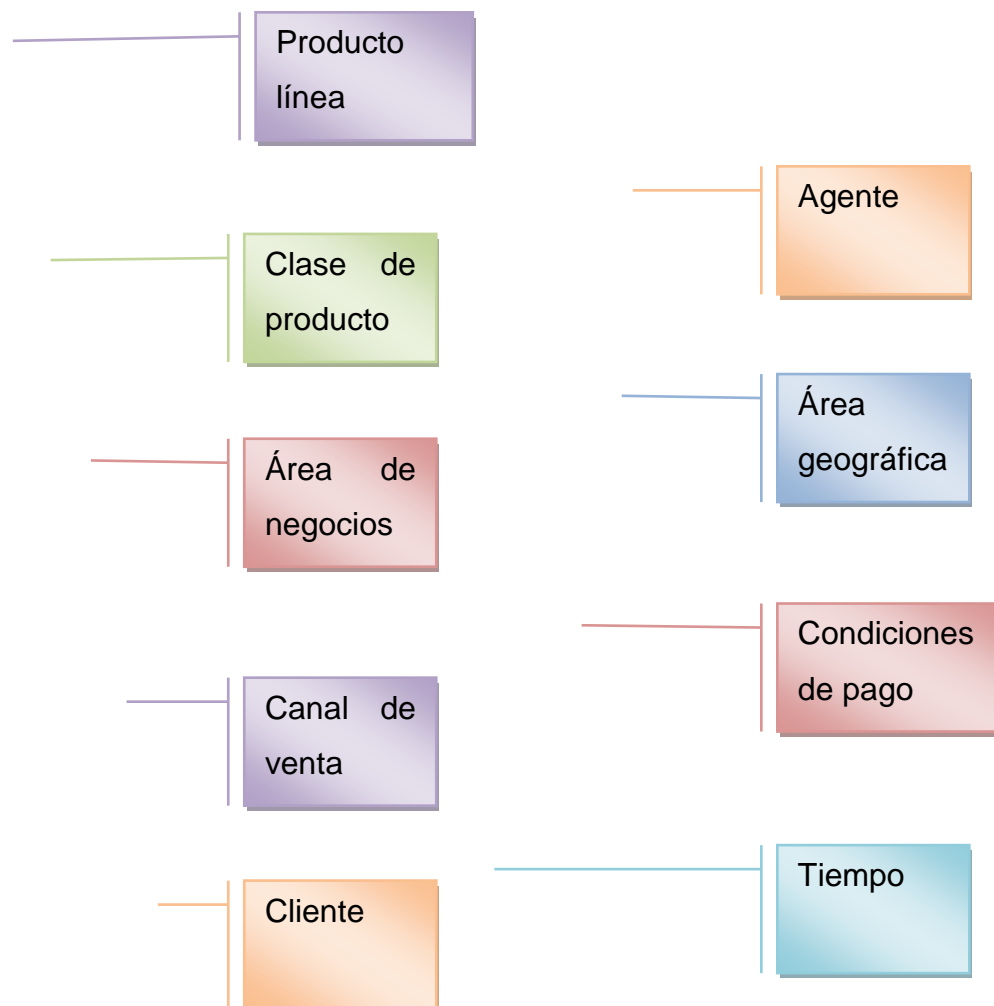 Producto
línea
Clase de
producto
Área de
negocios
Canal de
venta
Cliente
Agente
Área
geográfica
Condiciones
de pago
Tiempo